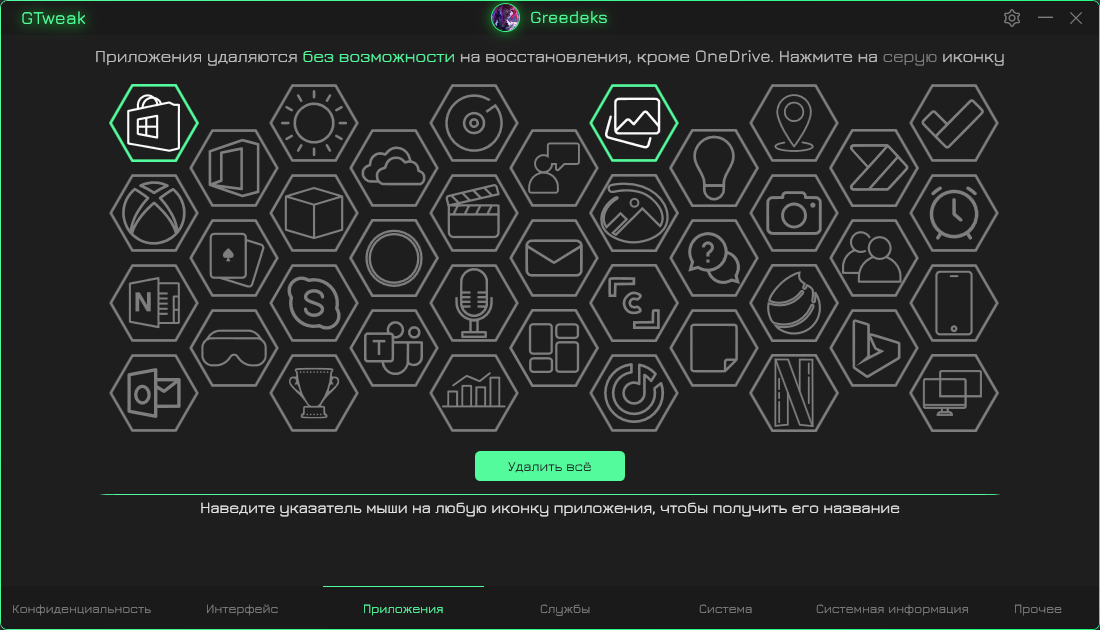 GTweak
Greedeks
Приложения удаляются без возможности на восстановления, кроме OneDrive. Нажмите на серую иконку
N
S
T
Удалить всё
Наведите указатель мыши на любую иконку приложения, чтобы получить его название
Конфиденциальность
Интерфейс
Приложения
Службы
Система
Системная информация
Прочее